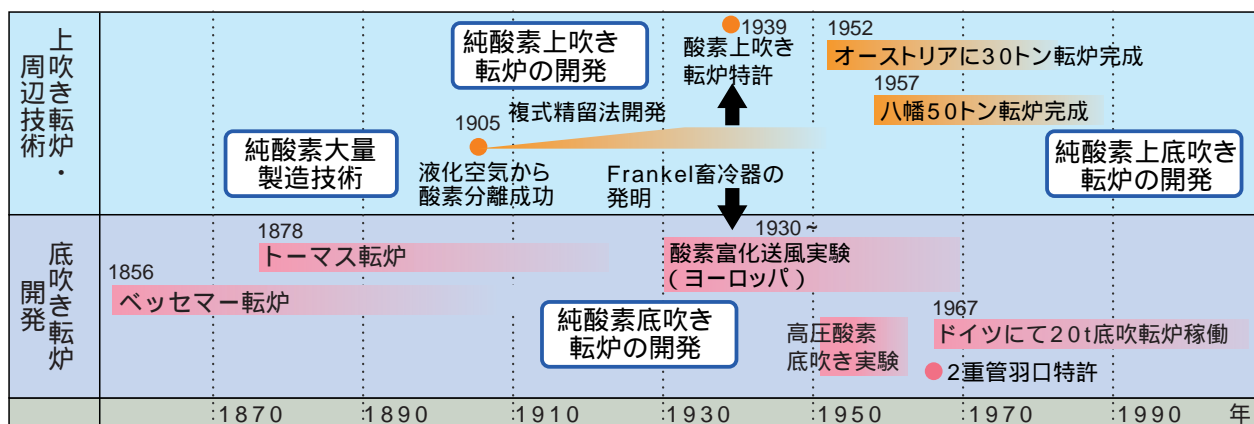 上吹き転炉・
周辺技術
純酸素上吹き
転炉の開発
1939
酸素上吹き
転炉特許
1952
オーストリアに30トン転炉完成
1957
八幡50トン転炉完成
複式精留法開発
1905
液化空気から
酸素分離成功
純酸素大量
製造技術
Frankel畜冷器の
発明
純酸素上底吹き
転炉の開発
底吹き転炉
開発
1878
トーマス転炉
1856
ベッセマー転炉
1930~
酸素富化送風実験
(ヨーロッパ)
純酸素底吹き
転炉の開発
高圧酸素
底吹き実験
1967
ドイツにて20t底吹転炉稼働
2重管羽口特許
1870 1890 1910 1930 1950 1970 1990 年